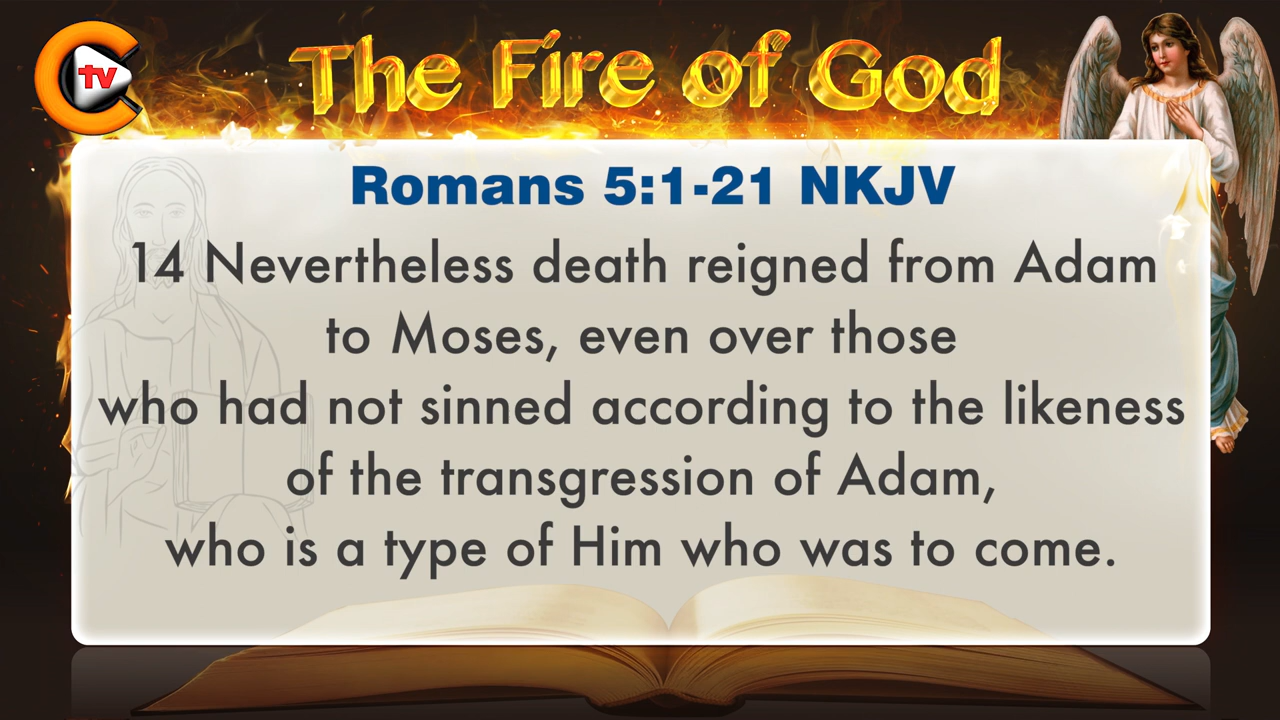 tv
The Fire of God
Romans 5:1-21 NKJV
14 Nevertheless death reigned from Adam
to Moses, even over those
who had not sinned according to the likeness
of the transgression of Adam,
who is a type of Him who was to come.